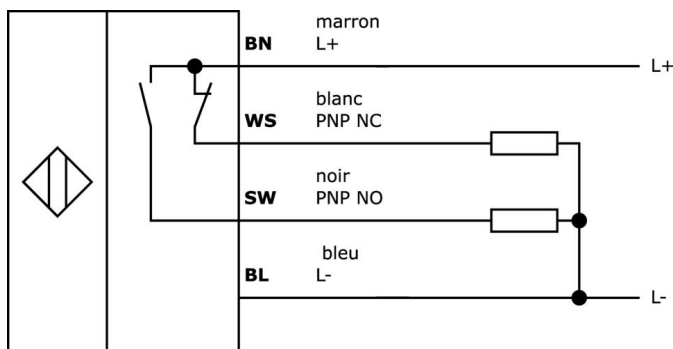 marron
BN L+
L+
blanc
WS PNP NC
noir
SW PNP NO
bleu
BL L-
L-